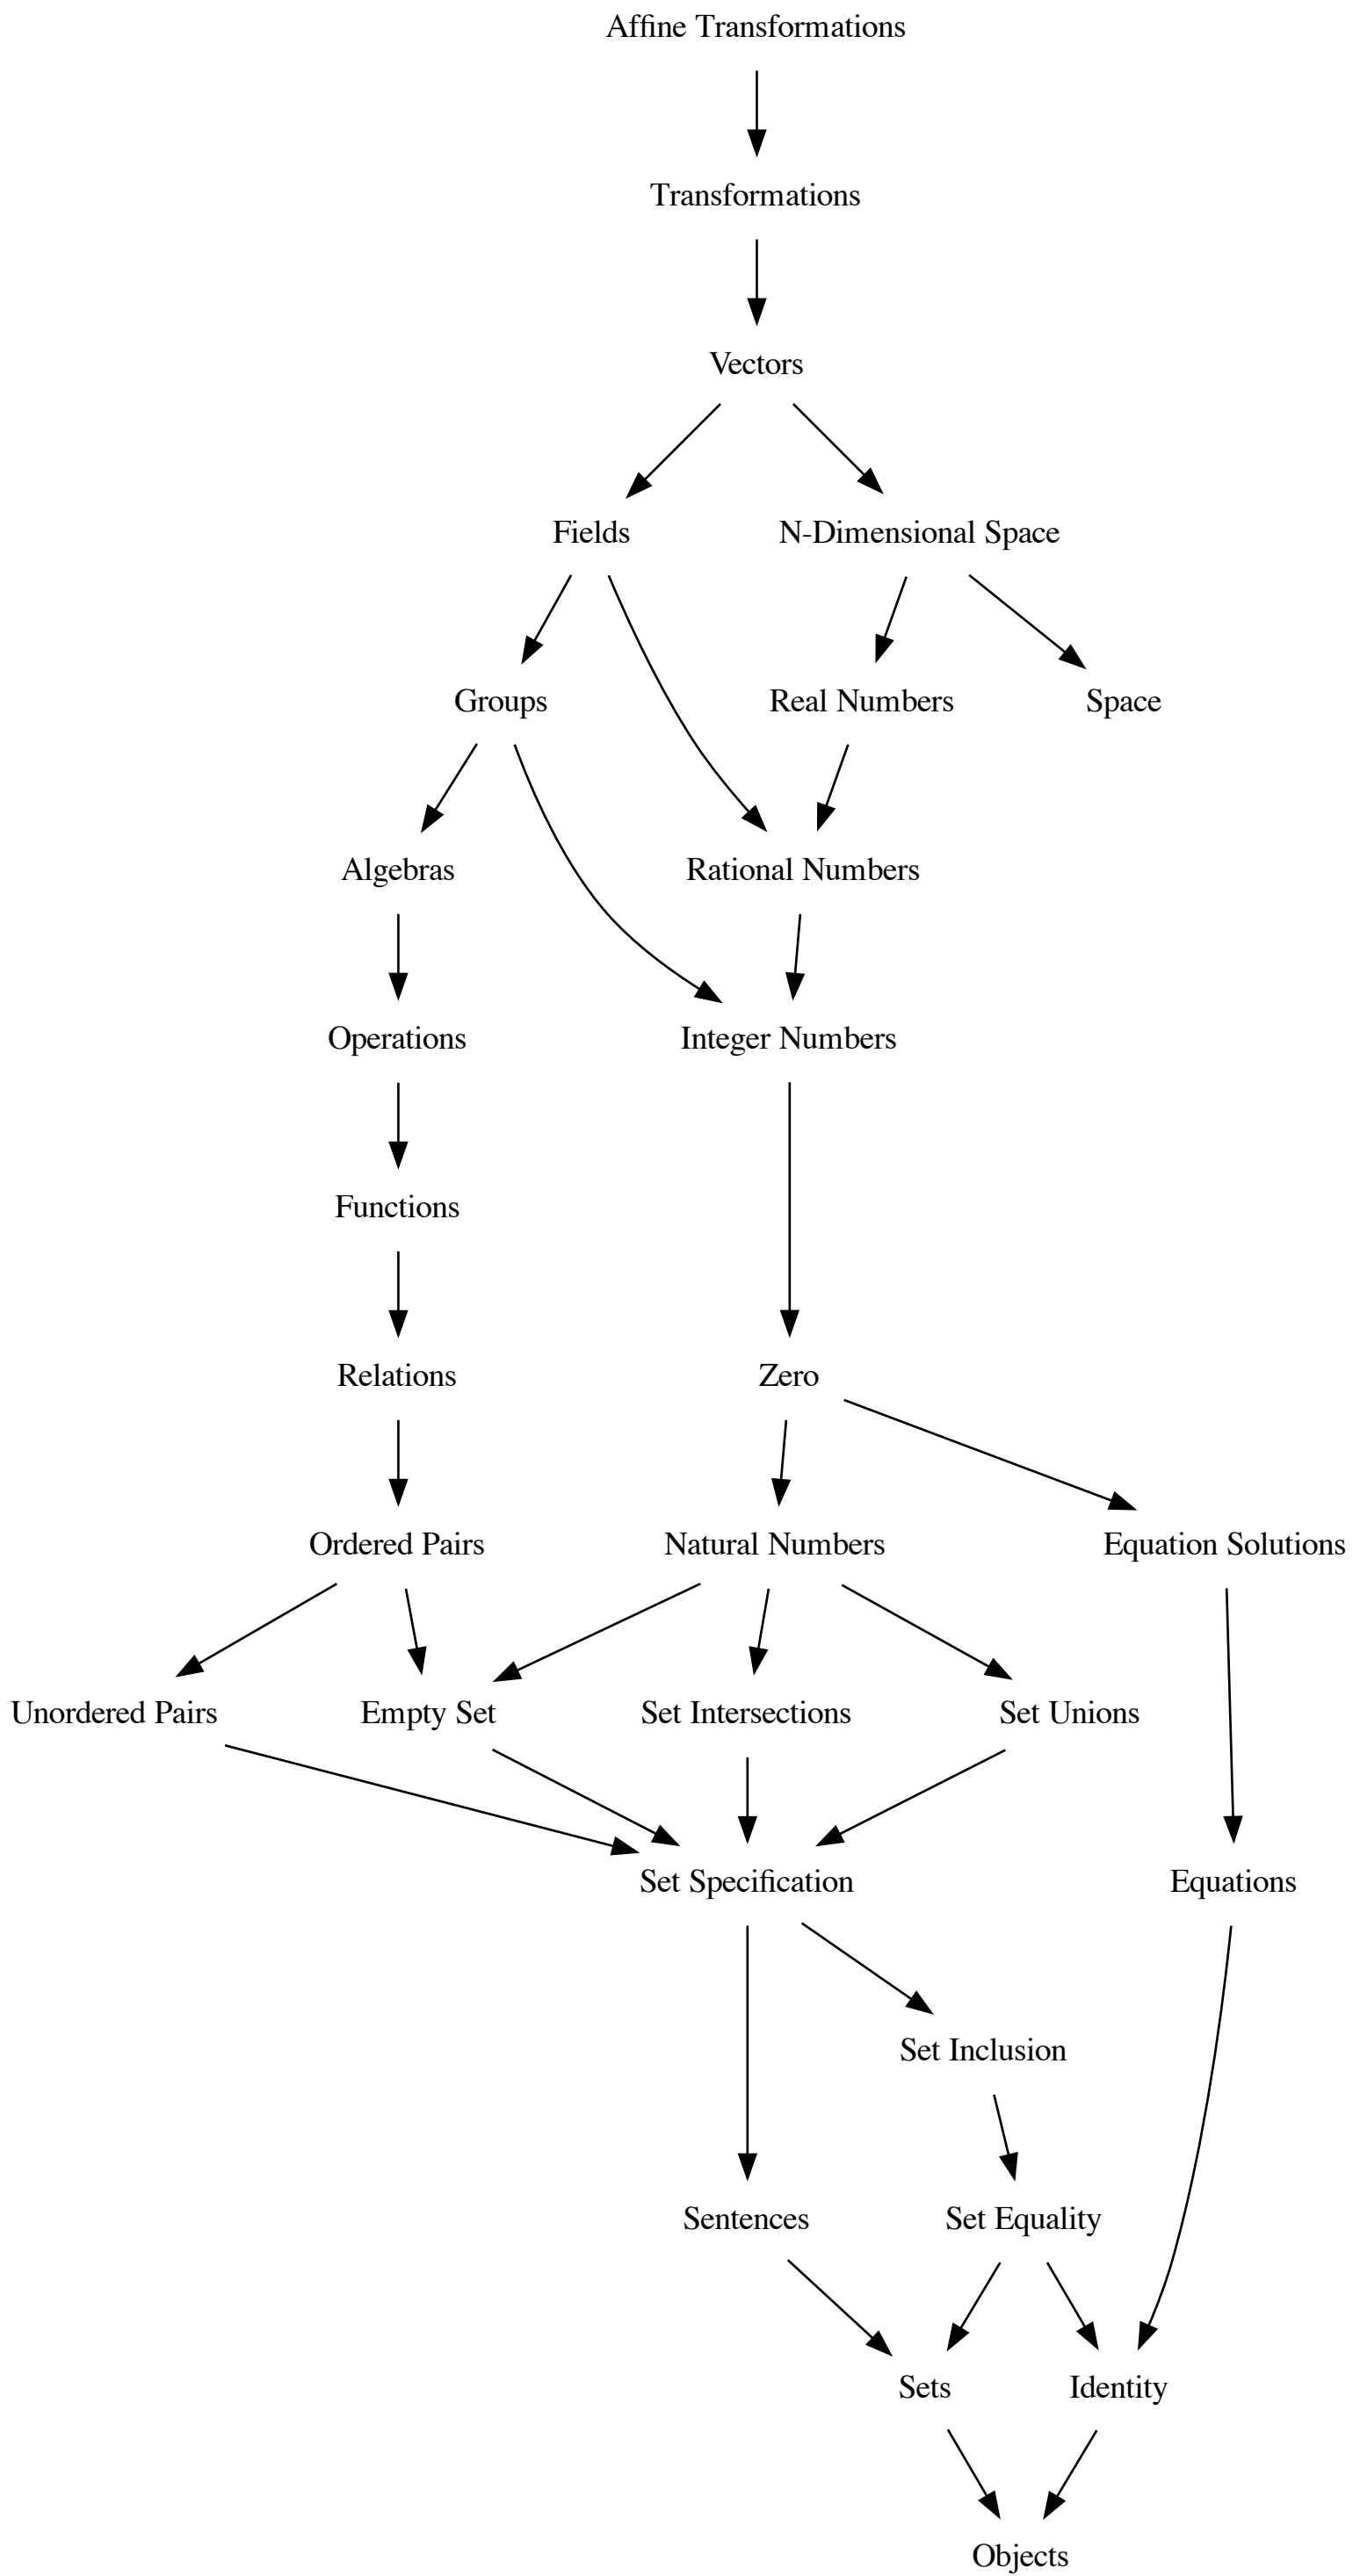 Affine Transformations
Transformations
Vectors
Fields
N-Dimensional Space
Groups
Real Numbers
Space
Algebras
Rational Numbers
Operations
Integer Numbers
Functions
Relations
Zero
Ordered Pairs
Natural Numbers
Equation Solutions
Unordered Pairs
Empty Set
Set Intersections
Set Unions
Set Specification
Equations
Set Inclusion
Sentences
Set Equality
Sets
Identity
Objects